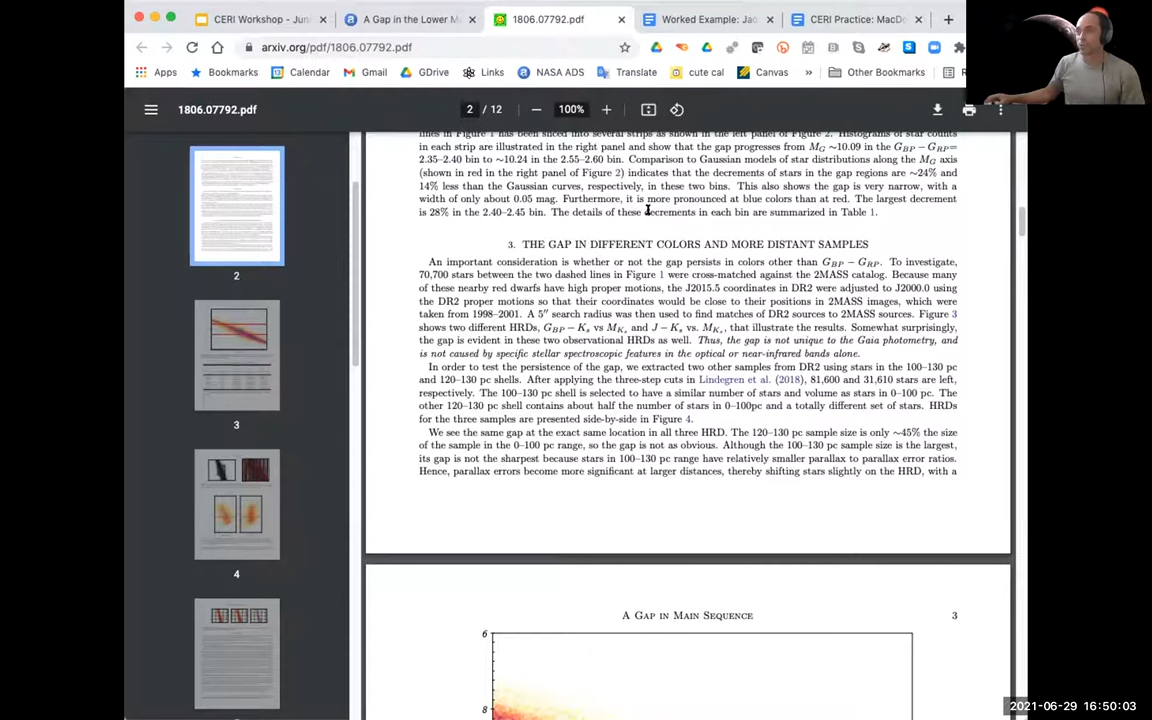 CERI Workshop - Jun
A Gap in the Lower M
1806.07792.pdf
Worked Example: Jac
CERI Practice: MacDo
arxiv.org/pdf/1806.07792.pdf
Apps
Bookmarks
Calendar
Gmail
GDrive
Links
NASA ADS
Translate
cute cal
Canvas
»
Other Bookmarks
R
1806.07792.pdf
2 / 12
100%
lines in Figure 1 has been sliced into several strips as shown in the left panel of Figure 2. Histograms of star counts
in each strip are illustrated in the right panel and show that the gap progresses from M_G ∼10.09 in the G_BP − G_RP=
2.35–2.40 bin to ∼10.24 in the 2.55–2.60 bin. Comparison to Gaussian models of star distributions along the M_G axis
(shown in red in the right panel of Figure 2) indicates that the decrements of stars in the gap regions are ∼24% and
14% less than the Gaussian curves, respectively, in these two bins. This also shows the gap is very narrow, with a
width of only about 0.05 mag. Furthermore, it is more pronounced at blue colors than at red. The largest decrement
is 28% in the 2.40–2.45 bin. The details of these decrements in each bin are summarized in Table 1.
3. THE GAP IN DIFFERENT COLORS AND MORE DISTANT SAMPLES
An important consideration is whether or not the gap persists in colors other than G_BP − G_RP. To investigate,
70,700 stars between the two dashed lines in Figure 1 were cross-matched against the 2MASS catalog. Because many
of these nearby red dwarfs have high proper motions, the J2015.5 coordinates in DR2 were adjusted to J2000.0 using
the DR2 proper motions so that their coordinates would be close to their positions in 2MASS images, which were
taken from 1998–2001. A 5″ search radius was then used to find matches of DR2 sources to 2MASS sources. Figure 3
shows two different HRDs, G_BP − K_s vs M_Ks and J − K_s vs. M_Ks, that illustrate the results. Somewhat surprisingly,
the gap is evident in these two observational HRDs as well. Thus, the gap is not unique to the Gaia photometry, and
is not caused by specific stellar spectroscopic features in the optical or near-infrared bands alone.
In order to test the persistence of the gap, we extracted two other samples from DR2 using stars in the 100–130 pc
and 120–130 pc shells. After applying the three-step cuts in Lindegren et al. (2018), 81,600 and 31,610 stars are left,
respectively. The 100–130 pc shell is selected to have a similar number of stars and volume as stars in 0–100 pc. The
other 120–130 pc shell contains about half the number of stars in 0–100pc and a totally different set of stars. HRDs
for the three samples are presented side-by-side in Figure 4.
We see the same gap at the exact same location in all three HRD. The 120–130 pc sample size is only ∼45% the size
of the sample in the 0–100 pc range, so the gap is not as obvious. Although the 100–130 pc sample size is the largest,
its gap is not the sharpest because stars in 100–130 pc range have relatively smaller parallax to parallax error ratios.
Hence, parallax errors become more significant at larger distances, thereby shifting stars slightly on the HRD, with a
2
3
4
A Gap in Main Sequence
3
6
8
2021-06-29 16:50:03